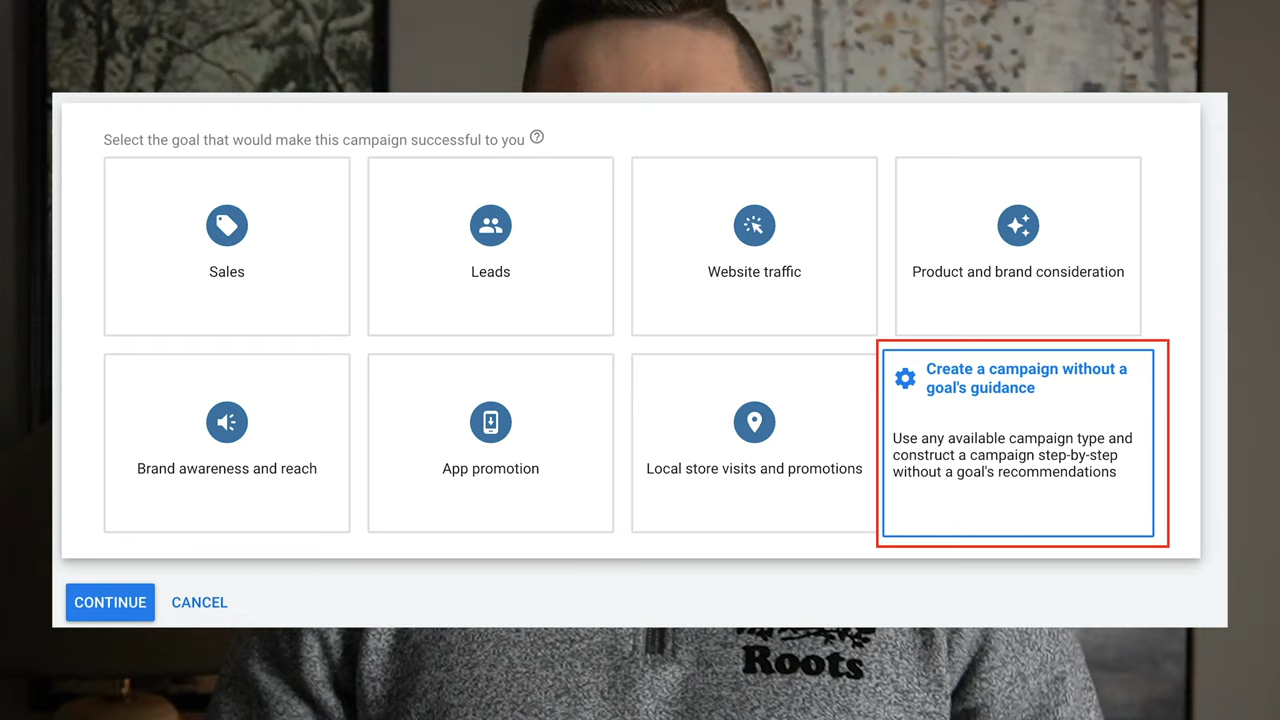 Select the goal that would make this campaign successful to you ?
Sales
Leads
Website traffic
Product and brand consideration
Brand awareness and reach
App promotion
Local store visits and promotions
Create a campaign without a
goal's guidance
Use any available campaign type and
construct a campaign step-by-step
without a goal's recommendations
CONTINUE
CANCEL
Roots